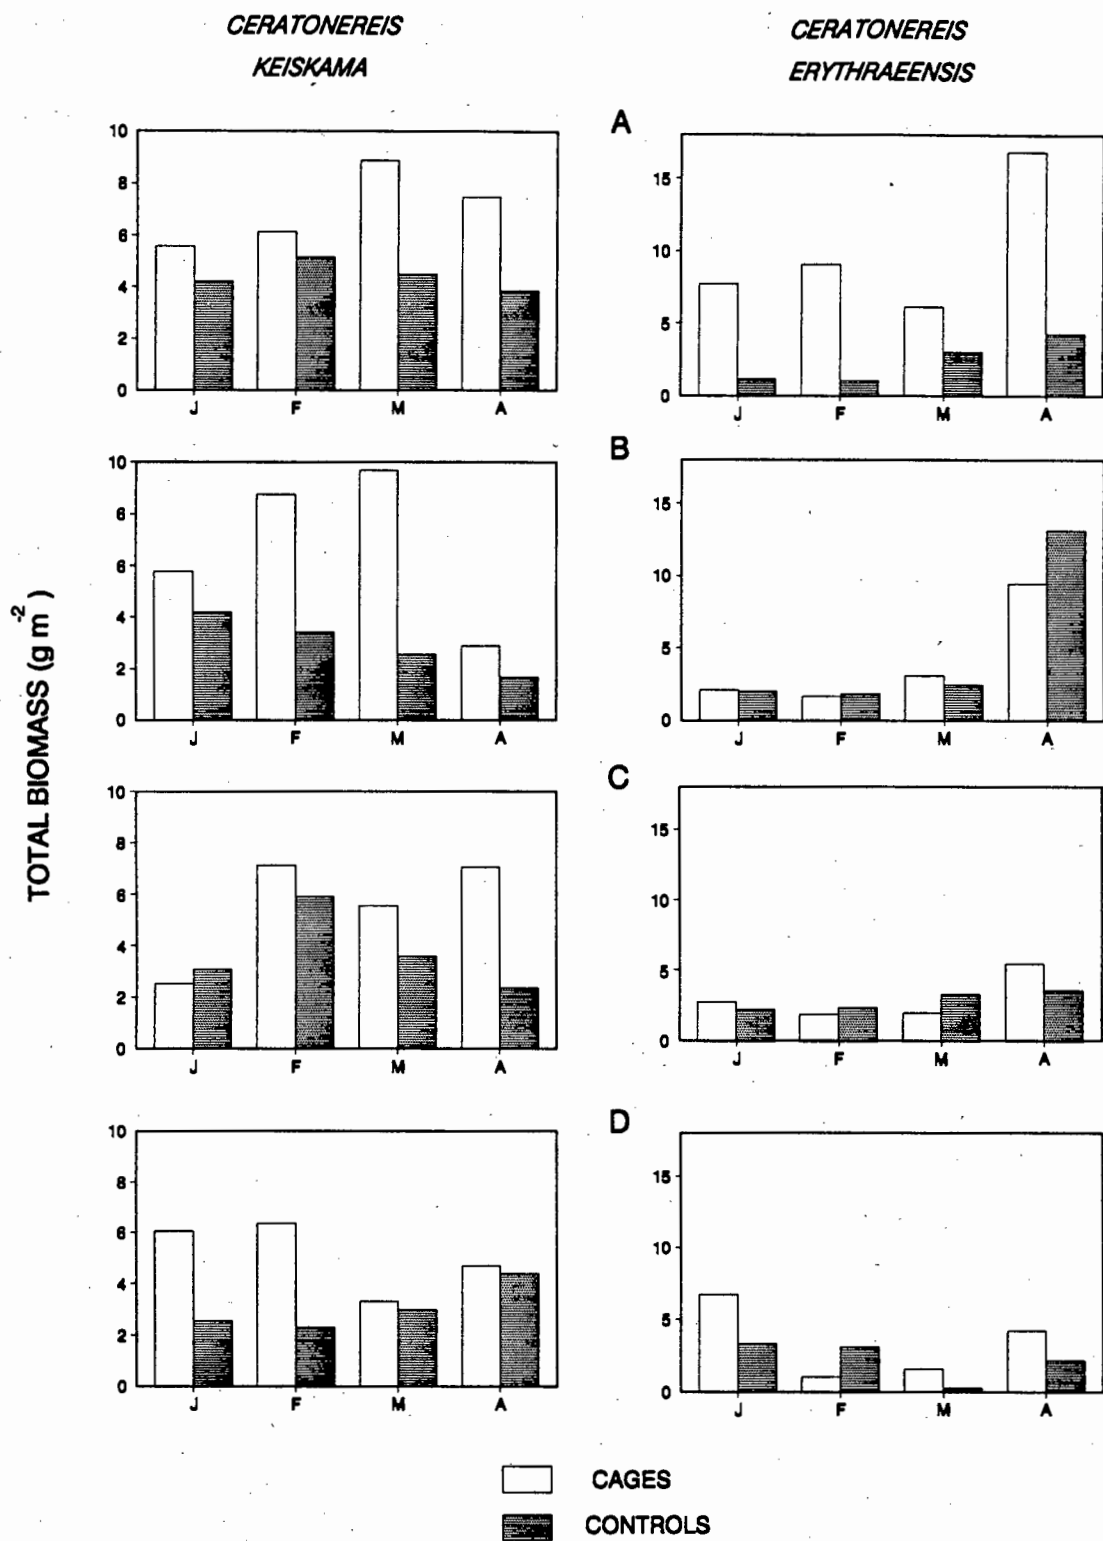 CERATONEREIS
KEISKAMA
CERATONEREIS
ERYTHRAEENSIS
TOTAL BIOMASS (g m-2)
A
10
8
6
4
2
0
J F M A
15
10
5
0
J F M A
B
10
8
6
4
2
0
J F M A
15
10
5
0
J F M A
C
10
8
6
4
2
0
J F M A
15
10
5
0
J F M A
D
10
8
6
4
2
0
J F M A
15
10
5
0
J F M A
CAGES
CONTROLS